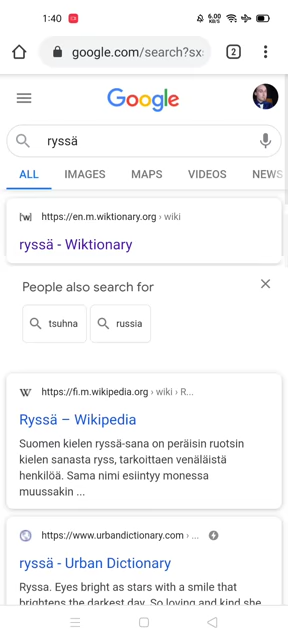 1:40
6.00
KB/S
google.com/search?sx
2
Google
ryssä
ALL IMAGES MAPS VIDEOS NEWS
https://en.m.wiktionary.org › wiki
ryssä - Wiktionary
People also search for
tsuhna russia
https://fi.m.wikipedia.org › wiki › R...
Ryssä – Wikipedia
Suomen kielen ryssä-sana on peräisin ruotsin
kielen sanasta ryss, tarkoittaen venäläistä
henkilöä. Sama nimi esiintyy monessa
muussakin ...
https://www.urbandictionary.com › ...
ryssä - Urban Dictionary
Ryssa. Eyes bright as stars with a smile that
brightens the darkest day. So loving and kind she